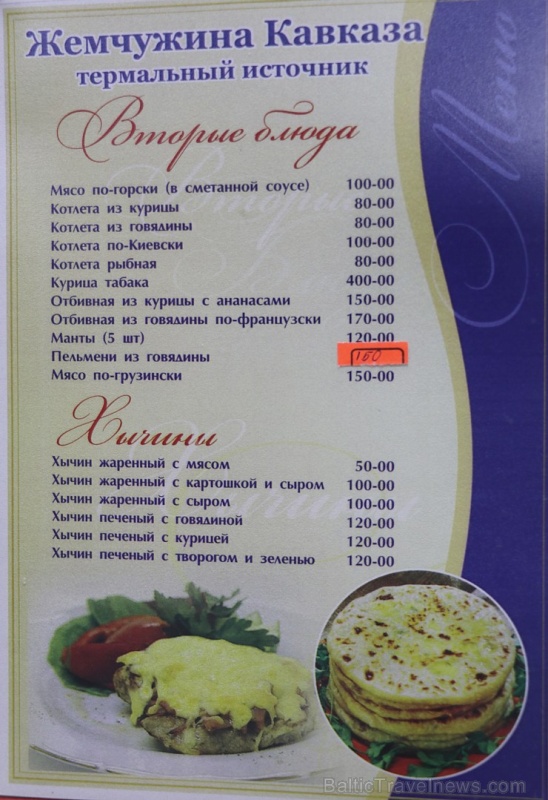 Жемчужина Кавказа
термальный источник
Меню
Вторые блюда
Мясо по-горски (в сметанной соусе) 100-00
Котлета из курицы 80-00
Котлета из говядины 80-00
Котлета по-Киевски 100-00
Котлета рыбная 80-00
Курица табака 400-00
Отбивная из курицы с ананасами 150-00
Отбивная из говядины по-французски 170-00
Манты (5 шт) 120-00
Пельмени из говядины 150
Мясо по-грузински 150-00
Хычины
Хычин жаренный с мясом 50-00
Хычин жаренный с картошкой и сыром 100-00
Хычин жаренный с сыром 100-00
Хычин печеный с говядиной 120-00
Хычин печеный с курицей 120-00
Хычин печеный с творогом и зеленью 120-00
BalticTravelnews.com